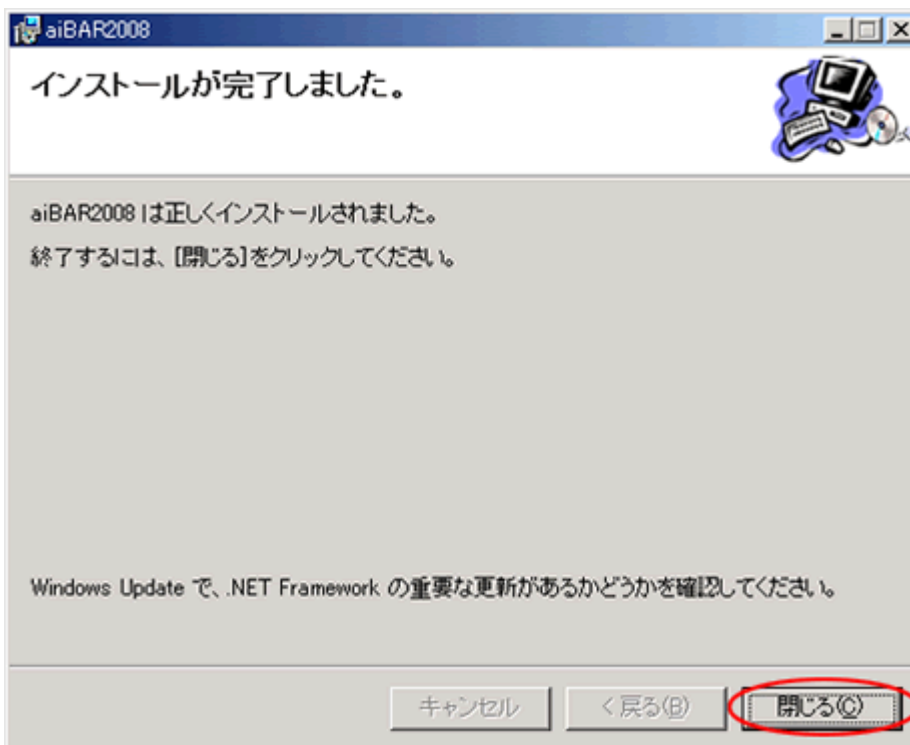 aiBAR2008
インストールが完了しました。
aiBAR2008 は正しくインストールされました。
終了するには、[閉じる]をクリックしてください。
Windows Update で、.NET Framework の重要な更新があるかどうかを確認してください。
キャンセル
< 戻る(B)
閉じる(C)